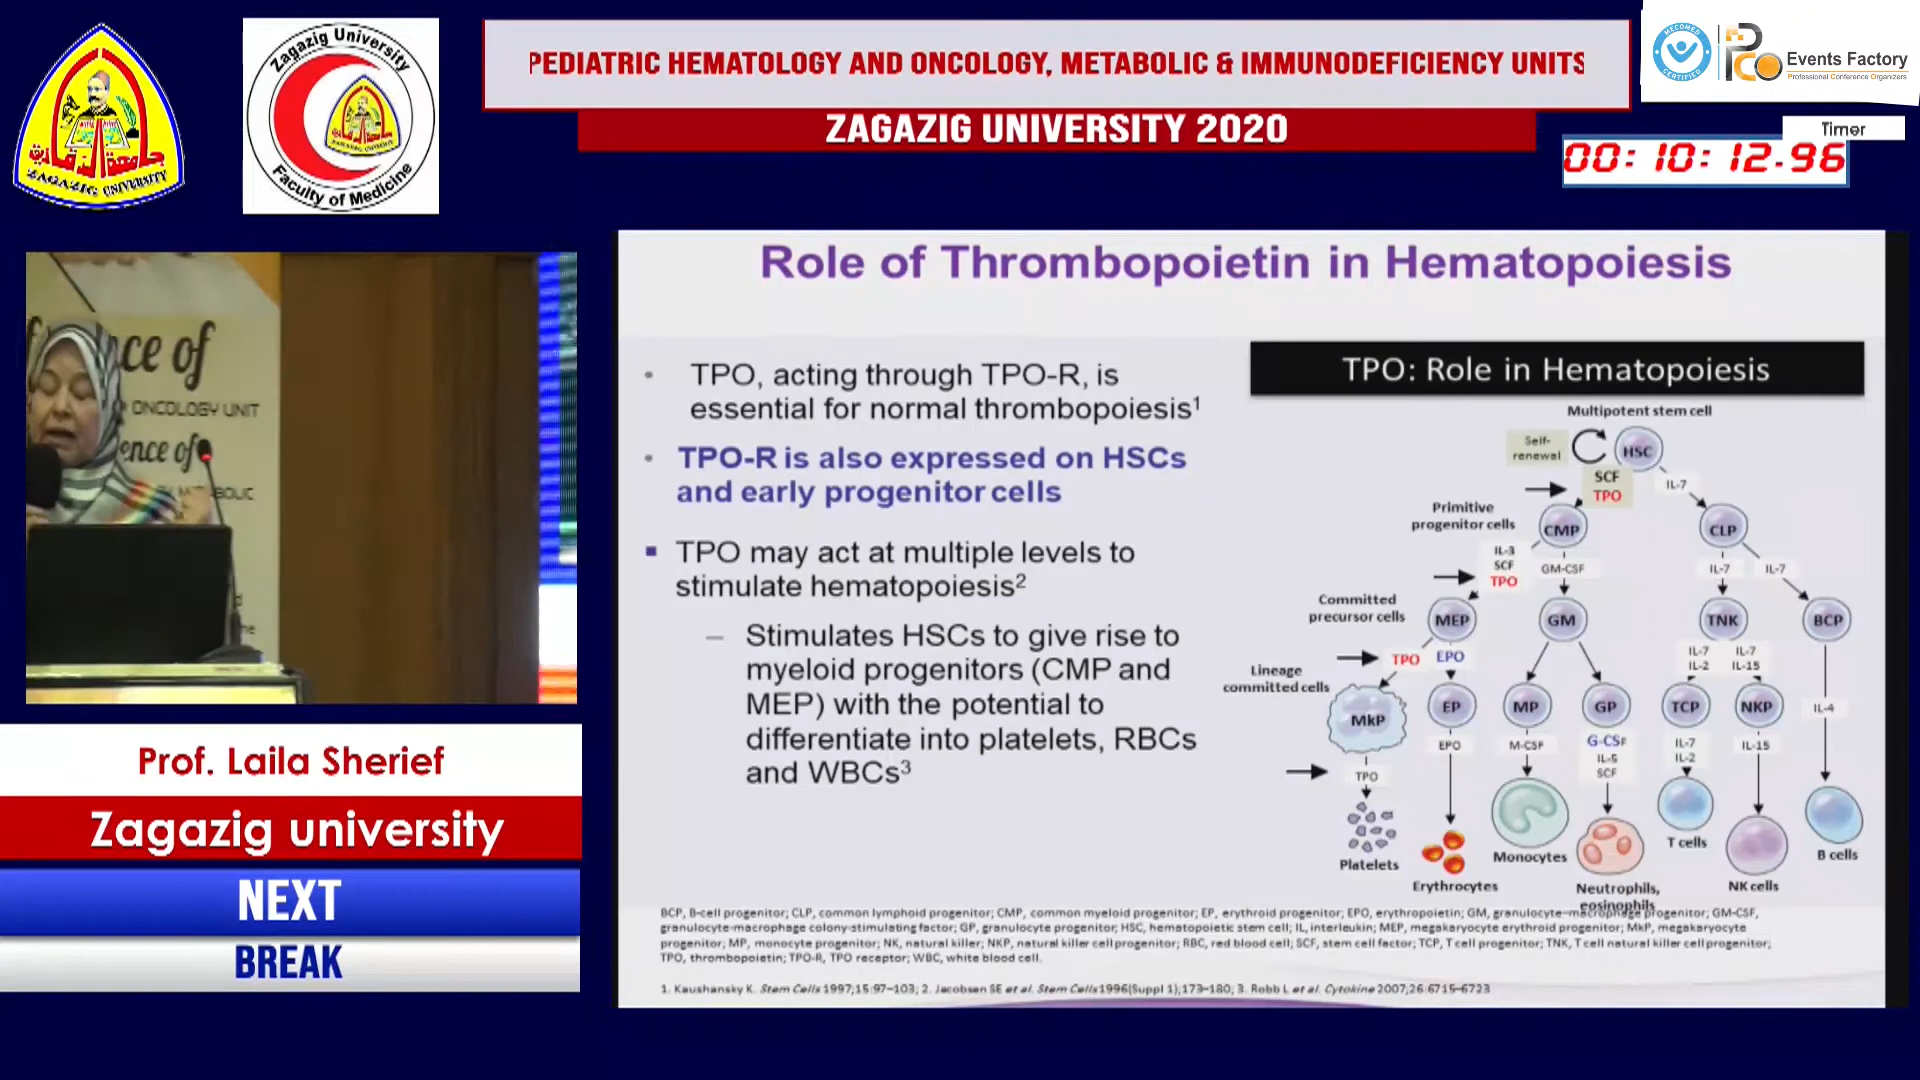 PEDIATRIC HEMATOLOGY AND ONCOLOGY, METABOLIC & IMMUNODEFICIENCY UNITS
ZAGAZIG UNIVERSITY 2020
جامعة الزقازيق
ZAGAZIG UNIVERSITY
Zagazig University
Faculty of Medicine
MECOMED
CERTIFIED
PCO
Events Factory
Professional Conference Organizers
Timer
00:10:12.96
ce of
ONCOLOGY UNIT
ence of
Prof. Laila Sherief
Zagazig university
NEXT
BREAK
Role of Thrombopoietin in Hematopoiesis
• TPO, acting through TPO-R, is
essential for normal thrombopoiesis1
• TPO-R is also expressed on HSCs
and early progenitor cells
▪ TPO may act at multiple levels to
stimulate hematopoiesis2
– Stimulates HSCs to give rise to
myeloid progenitors (CMP and
MEP) with the potential to
differentiate into platelets, RBCs
and WBCs3
TPO: Role in Hematopoiesis
Multipotent stem cell
Self-
renewal
HSC
SCF
TPO
IL-7
Primitive
progenitor cells
CMP
CLP
IL-3
SCF
TPO
GM-CSF
IL-7
IL-7
Committed
precursor cells
MEP
GM
TNK
BCP
TPO
EPO
IL-7
IL-2
IL-7
IL-15
Lineage
committed cells
MkP
EP
MP
GP
TCP
NKP
IL-4
TPO
EPO
M-CSF
G-CSF
IL-5
SCF
IL-7
IL-2
IL-15
Platelets
Erythrocytes
Monocytes
Neutrophils,
eosinophils
T cells
NK cells
B cells
BCP, B-cell progenitor; CLP, common lymphoid progenitor; CMP, common myeloid progenitor; EP, erythroid progenitor; EPO, erythropoietin; GM, granulocyte-macrophage progenitor; GM-CSF,
granulocyte-macrophage colony-stimulating factor; GP, granulocyte progenitor; HSC, hematopoietic stem cell; IL, interleukin; MEP, megakaryocyte erythroid progenitor; MkP, megakaryocyte
progenitor; MP, monocyte progenitor; NK, natural killer; NKP, natural killer cell progenitor; RBC, red blood cell; SCF, stem cell factor; TCP, T cell progenitor; TNK, T cell natural killer cell progenitor;
TPO, thrombopoietin; TPO-R, TPO receptor; WBC, white blood cell.
1. Kaushansky K. Stem Cells 1997;15:97–103; 2. Jacobsen SE et al. Stem Cells 1996(Suppl 1);173–180; 3. Robb L et al. Cytokine 2007;26:6715–6723